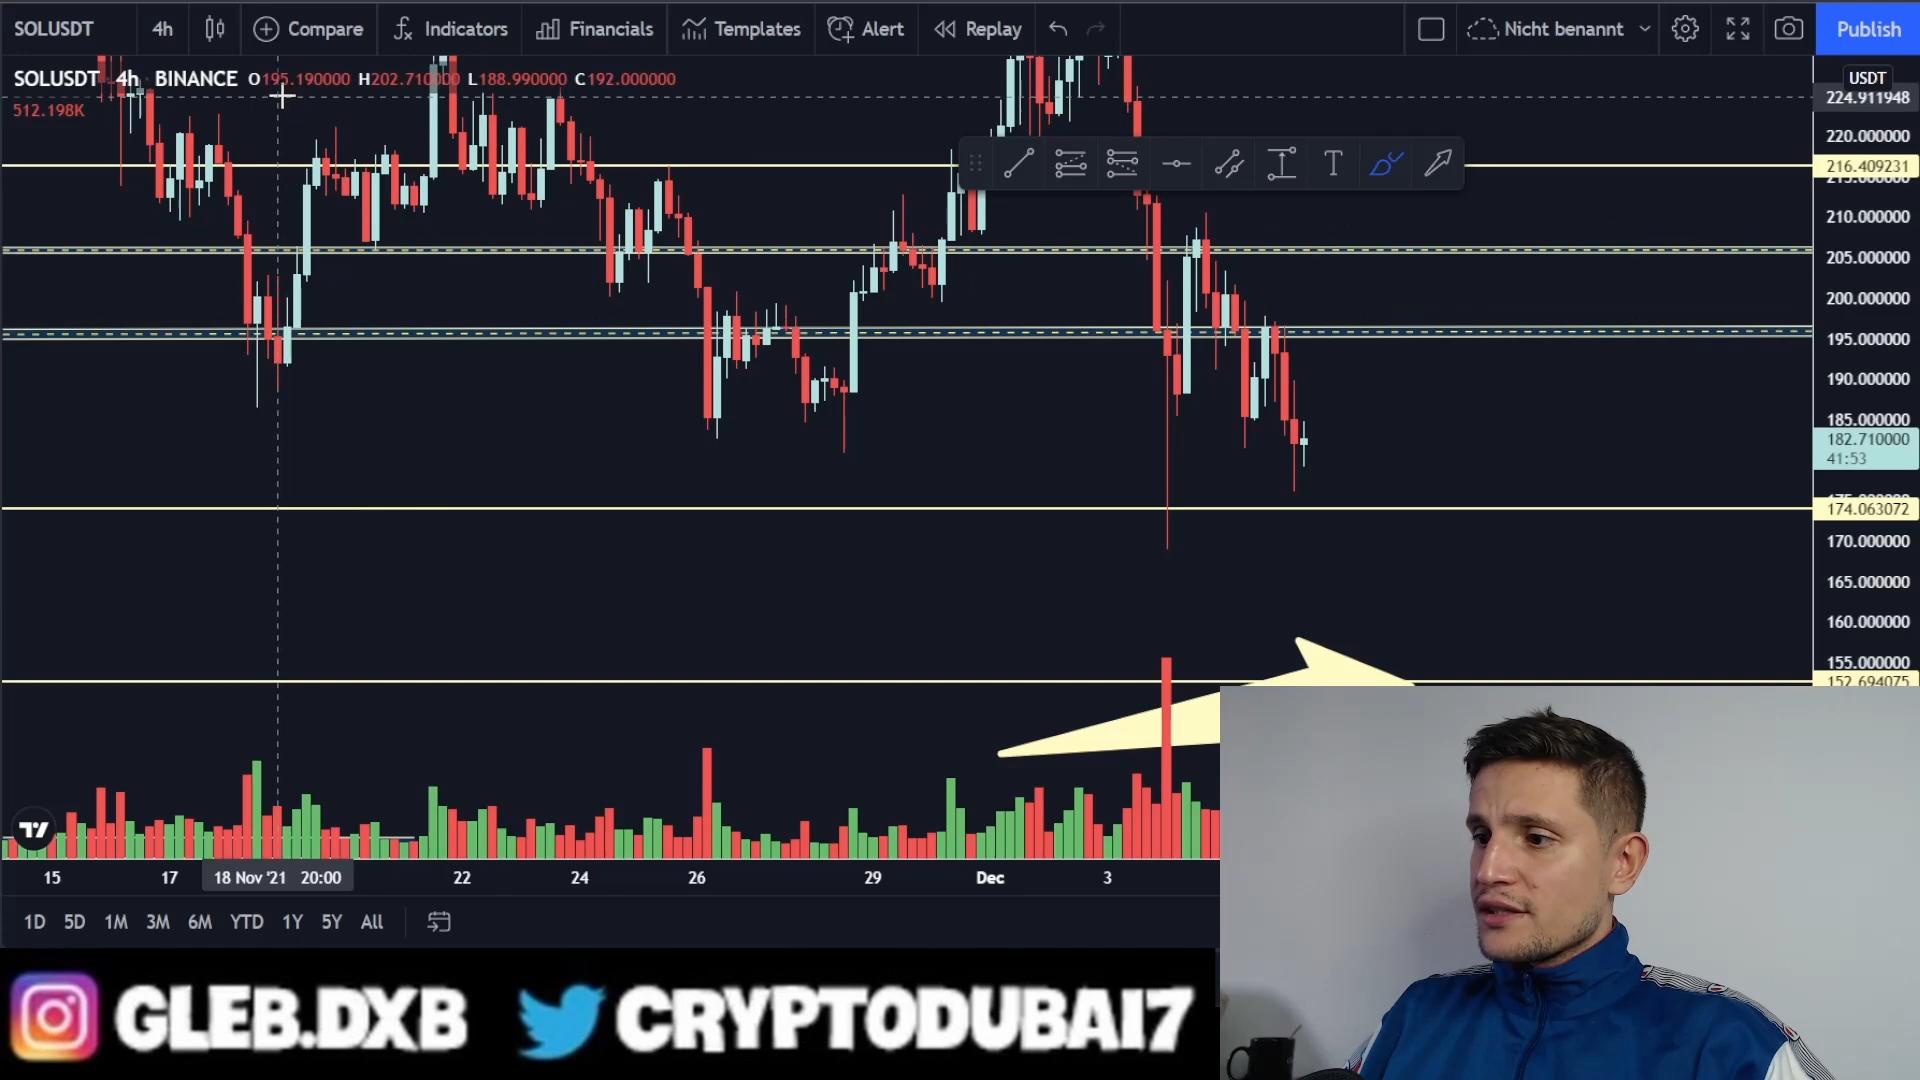 SOLUSDT 4h Compare Indicators Financials Templates Alert Replay Nicht benannt Publish
SOLUSDT 4h BINANCE O195.190000 H202.710000 L188.990000 C192.000000
512.198K
USDT
224.911948
220.000000
216.409231
215.000000
210.000000
205.000000
200.000000
195.000000
190.000000
185.000000
182.710000
41:53
174.063072
170.000000
165.000000
160.000000
155.000000
152.694075
15 17 18 Nov '21 20:00 22 24 26 29 Dec 3
1D 5D 1M 3M 6M YTD 1Y 5Y All
GLEB.DXB CRYPTODUBAI7